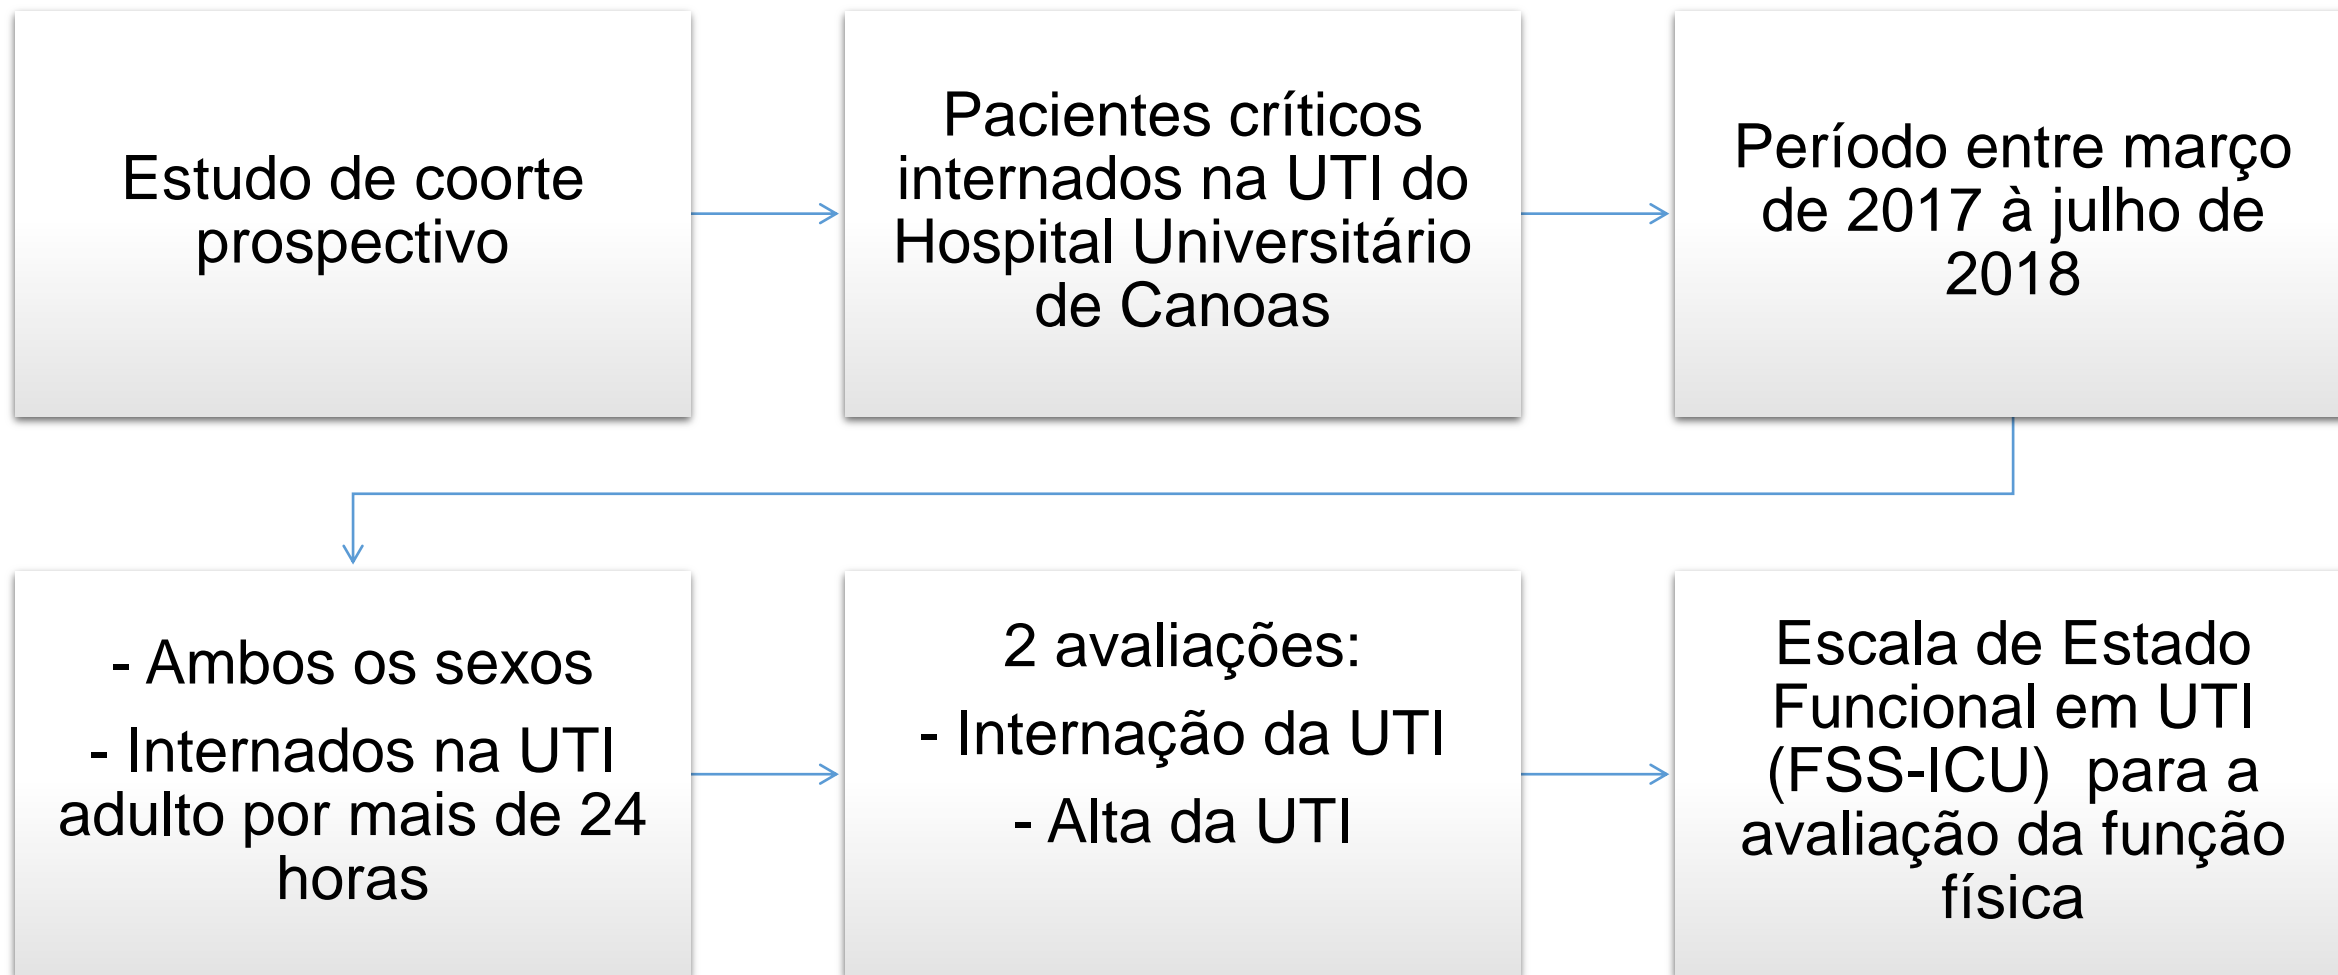 Estudo de coorte
prospectivo
Pacientes críticos
internados na UTI do
Hospital Universitário
de Canoas
Período entre março
de 2017 à julho de
2018
- Ambos os sexos
- Internados na UTI
adulto por mais de 24
horas
2 avaliações:
- Internação da UTI
- Alta da UTI
Escala de Estado
Funcional em UTI
(FSS-ICU) para a
avaliação da função
física